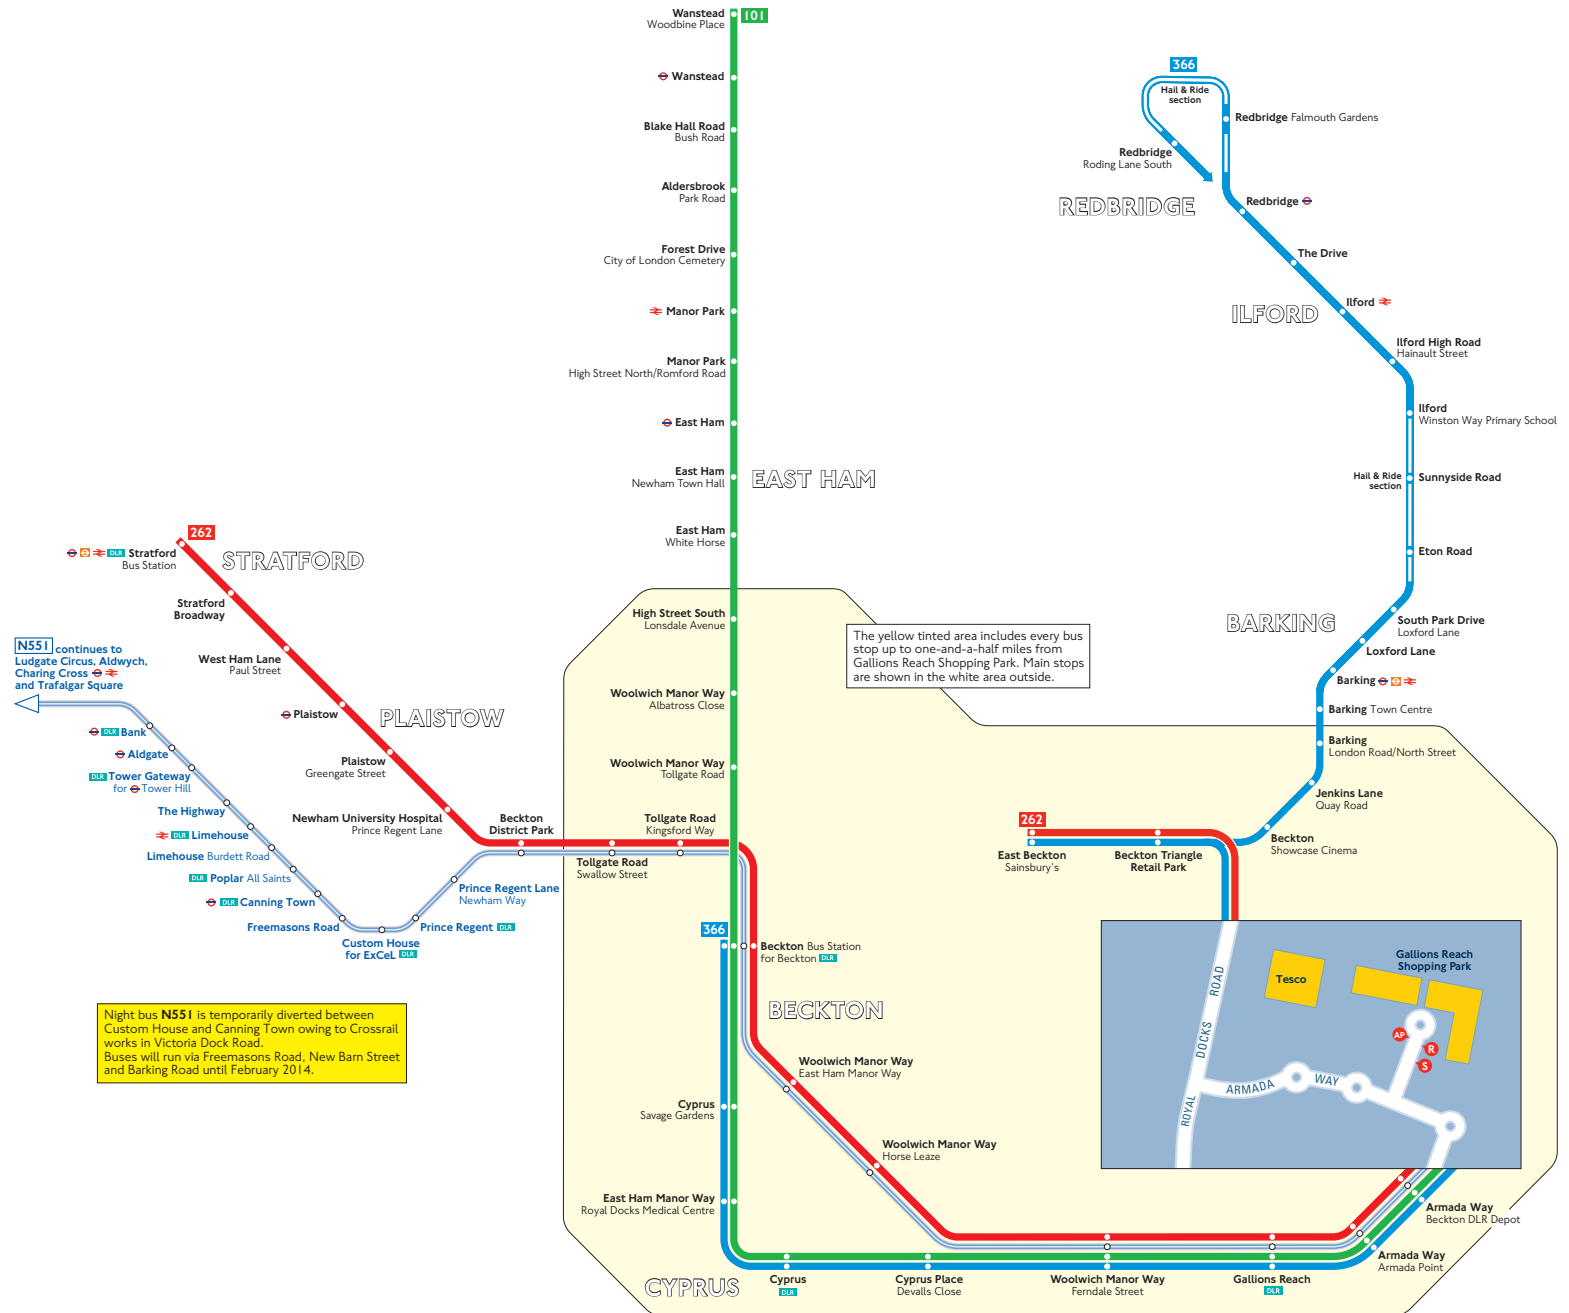 Wanstead
Woodbine Place
101
Wanstead
Blake Hall Road
Bush Road
Aldersbrook
Park Road
Forest Drive
City of London Cemetery
Manor Park
Manor Park
High Street North/Romford Road
East Ham
East Ham
Newham Town Hall
EAST HAM
East Ham
White Horse
366
Hail & Ride
section
Redbridge Falmouth Gardens
Redbridge
Roding Lane South
REDBRIDGE
Redbridge
The Drive
Ilford
ILFORD
Ilford High Road
Hainault Street
Ilford
Winston Way Primary School
Hail & Ride
section
Sunnyside Road
Eton Road
BARKING
South Park Drive
Loxford Lane
Loxford Lane
Barking
Barking Town Centre
Barking
London Road/North Street
Jenkins Lane
Quay Road
Beckton
Showcase Cinema
262
STRATFORD
DLR Stratford
Bus Station
Stratford
Broadway
West Ham Lane
Paul Street
Plaistow
PLAISTOW
Plaistow
Greengate Street
Newham University Hospital
Prince Regent Lane
Beckton
District Park
N551 continues to
Ludgate Circus, Aldwych,
Charing Cross
and Trafalgar Square
DLR Bank
Aldgate
DLR Tower Gateway
for Tower Hill
The Highway
DLR Limehouse
Limehouse Burdett Road
DLR Poplar All Saints
DLR Canning Town
Freemasons Road
Custom House
for ExCeL DLR
Prince Regent DLR
Prince Regent Lane
Newham Way
High Street South
Lonsdale Avenue
The yellow tinted area includes every bus
stop up to one-and-a-half miles from
Gallions Reach Shopping Park. Main stops
are shown in the white area outside.
Woolwich Manor Way
Albatross Close
Woolwich Manor Way
Tollgate Road
Tollgate Road
Kingsford Way
Tollgate Road
Swallow Street
262
East Beckton
Sainsbury's
Beckton Triangle
Retail Park
366
Beckton Bus Station
for Beckton DLR
BECKTON
Woolwich Manor Way
East Ham Manor Way
Cyprus
Savage Gardens
Woolwich Manor Way
Horse Leaze
East Ham Manor Way
Royal Docks Medical Centre
CYPRUS
Cyprus
DLR
Cyprus Place
Devalls Close
Woolwich Manor Way
Ferndale Street
Gallions Reach
DLR
Armada Way
Armada Point
Armada Way
Beckton DLR Depot
Tesco
Gallions Reach
Shopping Park
ROYAL DOCKS ROAD
ARMADA WAY
AP
R
S
Night bus N551 is temporarily diverted between
Custom House and Canning Town owing to Crossrail
works in Victoria Dock Road.
Buses will run via Freemasons Road, New Barn Street
and Barking Road until February 2014.